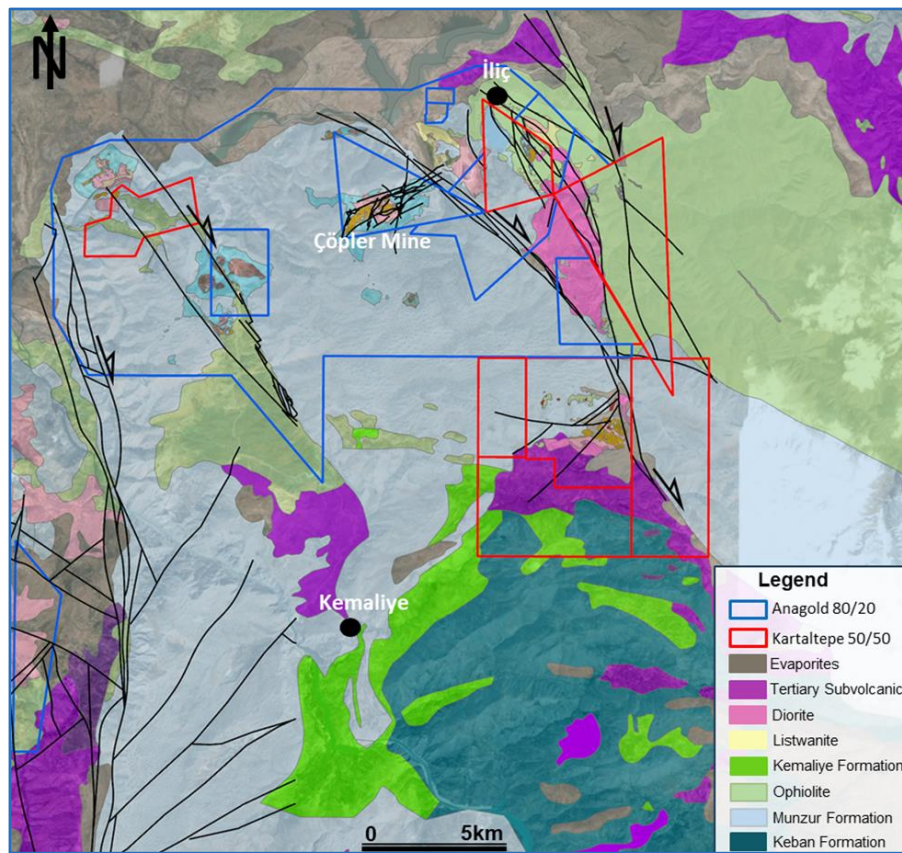 N
İliç
Çöpler Mine
Kemaliye
0 5km
Legend
Anagold 80/20
Kartaltepe 50/50
Evaporites
Tertiary Subvolcanic
Diorite
Listwanite
Kemaliye Formation
Ophiolite
Munzur Formation
Keban Formation